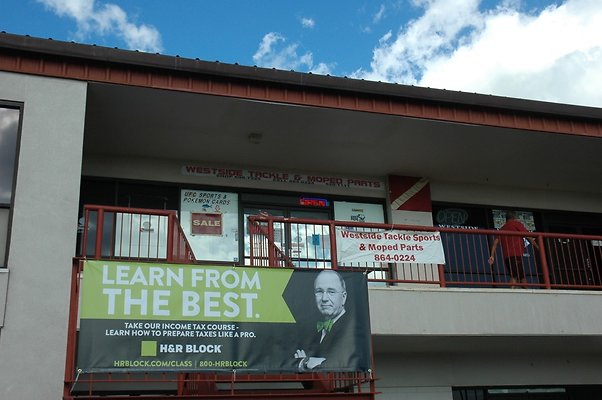 WESTSIDE TACKLE & MOPED PARTS
UFC SPORTS &
POKEMON CARDS
SALE
OPEN
WESTSIDE
Westside Tackle Sports
& Moped Parts
864-0224
LEARN FROM
THE BEST.
TAKE OUR INCOME TAX COURSE -
LEARN HOW TO PREPARE TAXES LIKE A PRO.
H&R BLOCK
HRBLOCK.COM/CLASS | 800-HRBLOCK